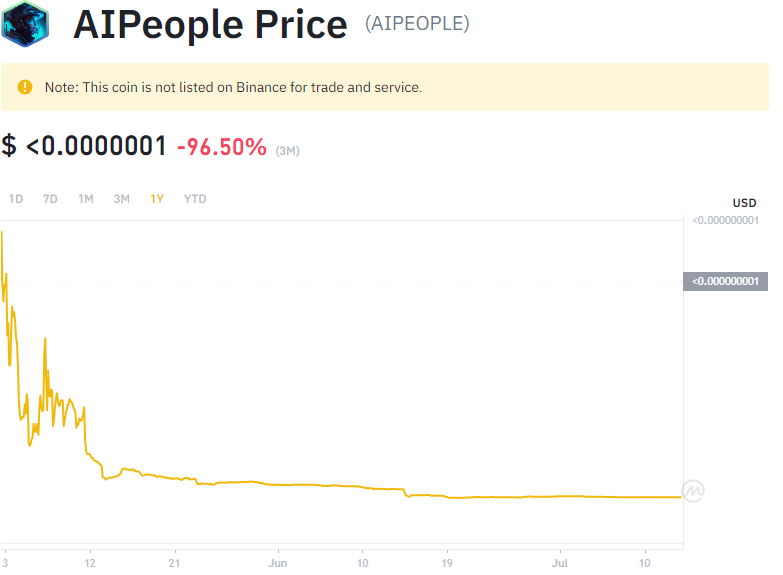 AIPeople Price (AIPEOPLE)
Note: This coin is not listed on Binance for trade and service.
$ <0.0000001 -96.50% (3M)
1D 7D 1M 3M 1Y YTD
USD
<0.000000001
<0.000000001
3 12 21 Jun 10 19 Jul 10